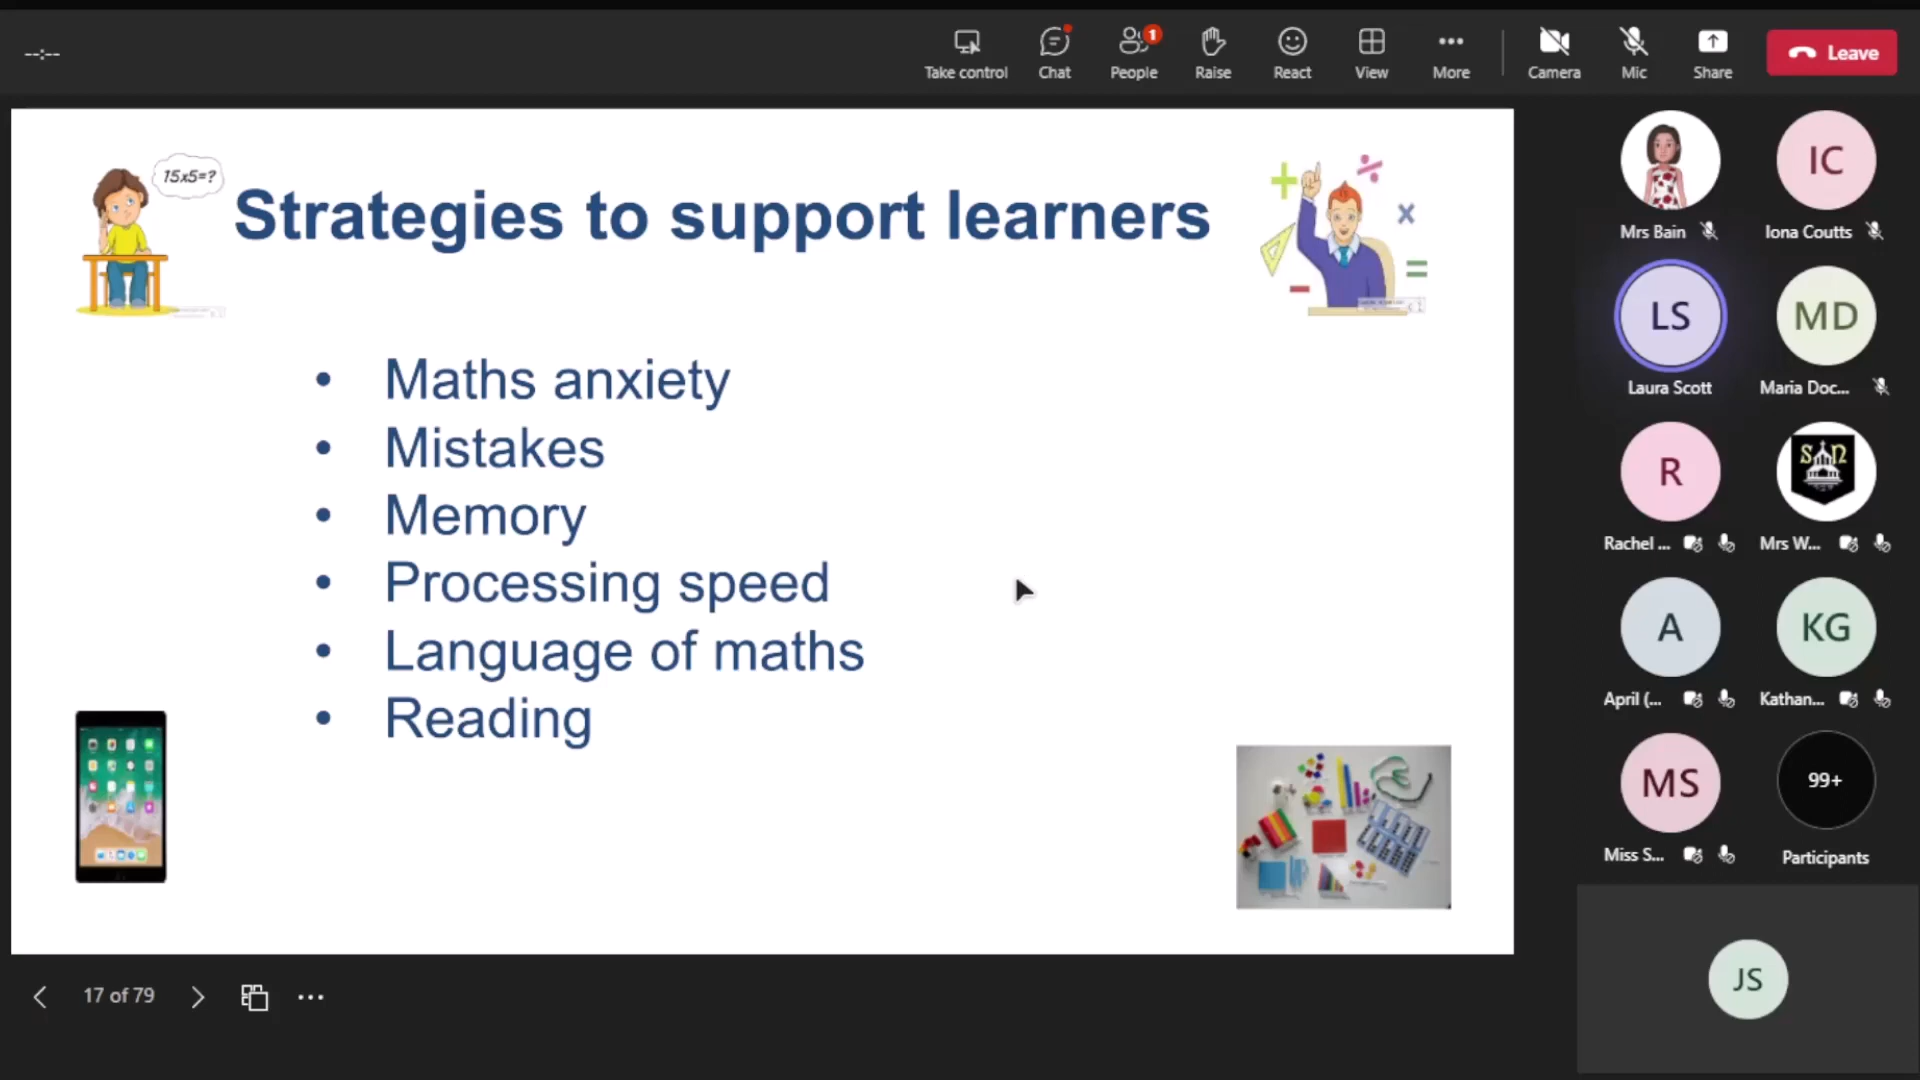 --:--
Take control
Chat
People
1
Raise
React
View
More
Camera
Mic
Share
Leave
15x5=?
Strategies to support learners
• Maths anxiety
• Mistakes
• Memory
• Processing speed
• Language of maths
• Reading
17 of 79
Mrs Bain
IC
Iona Coutts
LS
Laura Scott
MD
Maria Doc...
R
Rachel ...
SN
Mrs W...
A
April (...
KG
Kathan...
MS
Miss S...
99+
Participants
JS